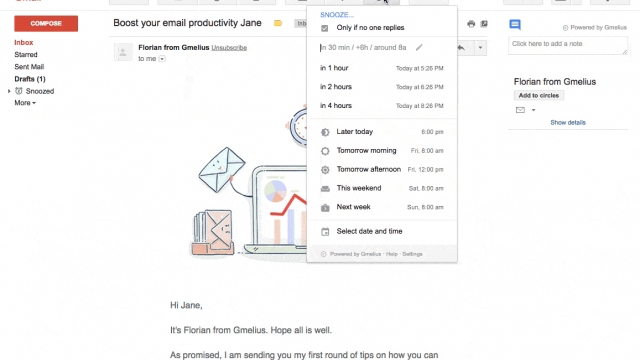 COMPOSE
Inbox
Starred
Sent Mail
Drafts (1)
Snoozed
More
Boost your email productivity Jane
Florian from Gmelius Unsubscribe
to me
SNOOZE...
Only if no one replies
in 30 min / +6h / around 8a
in 1 hour Today at 5:26 PM
in 2 hours Today at 6:26 PM
in 4 hours Today at 8:26 PM
Later today 6:00 pm
Tomorrow morning Fri, 8:00 am
Tomorrow afternoon Fri, 12:00 pm
This weekend Sat, 8:00 am
Next week Sun, 8:00 am
Select date and time
Powered by Gmelius · Help · Settings
Powered by Gmelius
Click here to add a note
Florian from Gmelius
Add to circles
Show details
Hi Jane,
It's Florian from Gmelius. Hope all is well.
As promised, I am sending you my first round of tips on how you can